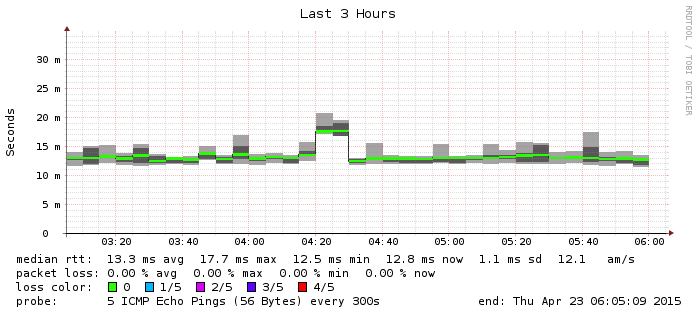 Last 3 Hours
RRDTOOL / TOBI OETIKER
Seconds
30 m
25 m
20 m
15 m
10 m
5 m
0
03:20 03:40 04:00 04:20 04:40 05:00 05:20 05:40 06:00
median rtt: 13.3 ms avg 17.7 ms max 12.5 ms min 12.8 ms now 1.1 ms sd 12.1 am/s
packet loss: 0.00 % avg 0.00 % max 0.00 % min 0.00 % now
loss color: 0 1/5 2/5 3/5 4/5
probe: 5 ICMP Echo Pings (56 Bytes) every 300s end: Thu Apr 23 06:05:09 2015